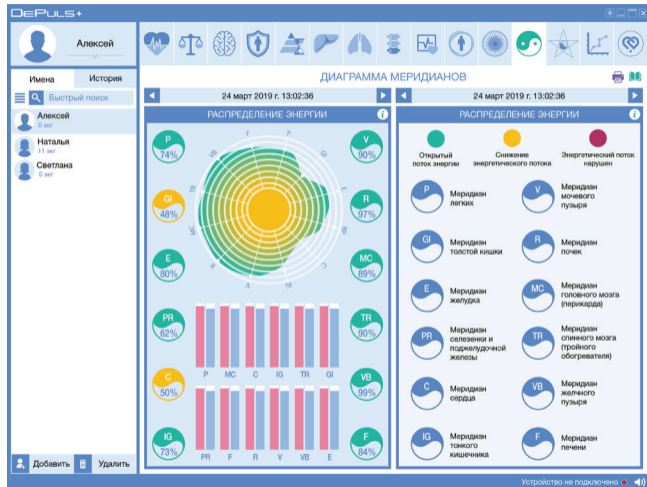 DePuls+
Алексей
Имена
История
Быстрый поиск
Алексей
0 экг
Наталья
11 экг
Светлана
0 экг
Добавить
Удалить
ДИАГРАММА МЕРИДИАНОВ
24 март 2019 г. 13:02:36
РАСПРЕДЕЛЕНИЕ ЭНЕРГИИ
P
74%
GI
48%
E
80%
PR
62%
C
50%
IG
73%
V
90%
R
97%
MC
89%
TR
90%
VB
99%
F
84%
P MC C IG TR GI
PR F R V VB E
24 март 2019 г. 13:02:36
РАСПРЕДЕЛЕНИЕ ЭНЕРГИИ
Открытый
поток энергии
Снижение
энергетического потока
Энергетический поток
нарушен
P
Меридиан
легких
V
Меридиан
мочевого
пузыря
GI
Меридиан
толстой кишки
R
Меридиан
почек
E
Меридиан
желудка
MC
Меридиан
головного мозга
(перикарда)
PR
Меридиан
селезенки и
поджелудочной
железы
TR
Меридиан
спинного мозга
(тройного
обогревателя)
C
Меридиан
сердца
VB
Меридиан
желчного
пузыря
IG
Меридиан
тонкого
кишечника
F
Меридиан
печени
Устройство не подключено